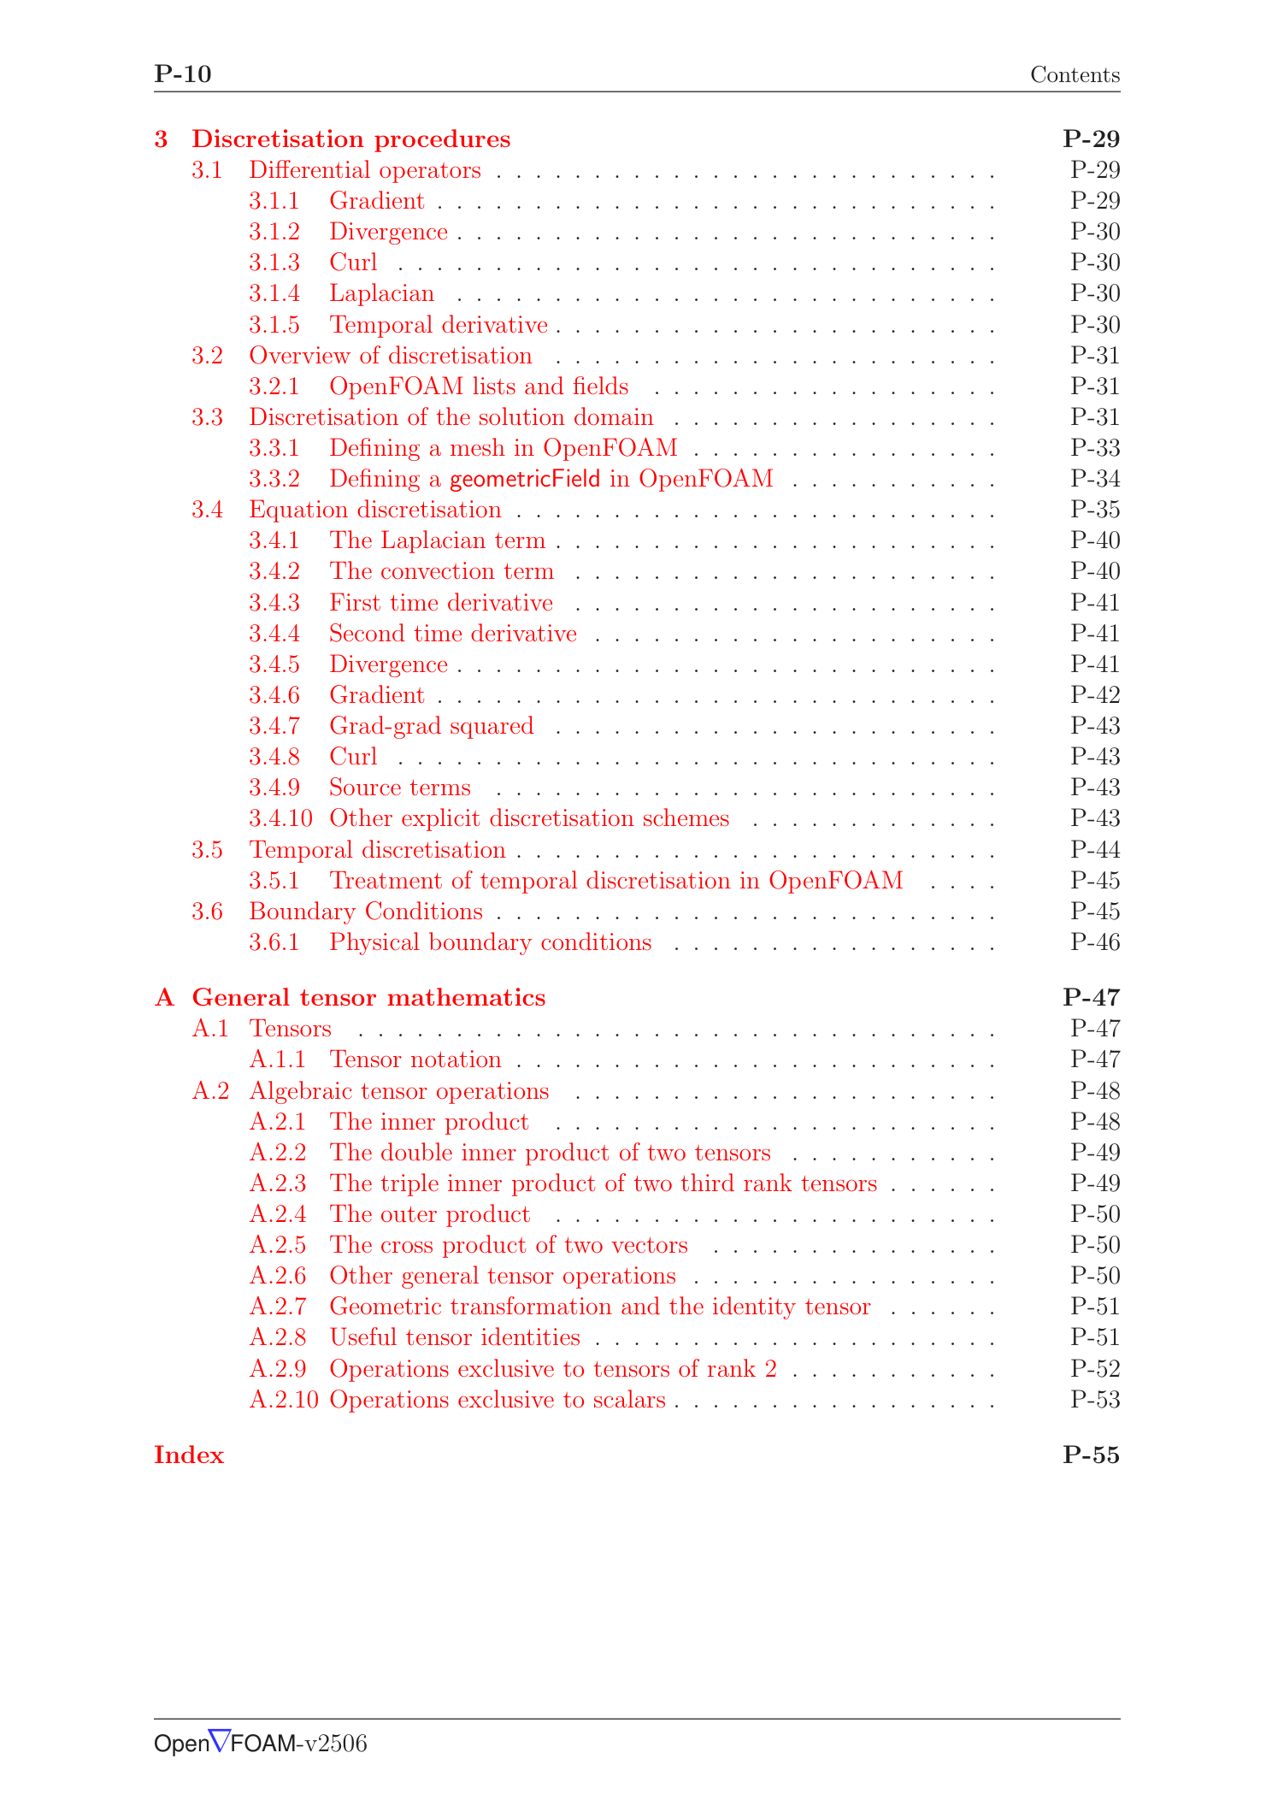 P-10 Contents
3 Discretisation procedures P-29
3.1 Differential operators . . . . . . . . . . . . . . . . . . . . . . . . . . P-29
3.1.1 Gradient . . . . . . . . . . . . . . . . . . . . . . . . . . . . . P-29
3.1.2 Divergence . . . . . . . . . . . . . . . . . . . . . . . . . . . . P-30
3.1.3 Curl . . . . . . . . . . . . . . . . . . . . . . . . . . . . . . . P-30
3.1.4 Laplacian . . . . . . . . . . . . . . . . . . . . . . . . . . . . P-30
3.1.5 Temporal derivative . . . . . . . . . . . . . . . . . . . . . . . P-30
3.2 Overview of discretisation . . . . . . . . . . . . . . . . . . . . . . . P-31
3.2.1 OpenFOAM lists and fields . . . . . . . . . . . . . . . . . . P-31
3.3 Discretisation of the solution domain . . . . . . . . . . . . . . . . . P-31
3.3.1 Defining a mesh in OpenFOAM . . . . . . . . . . . . . . . . P-33
3.3.2 Defining a geometricField in OpenFOAM . . . . . . . . . . . P-34
3.4 Equation discretisation . . . . . . . . . . . . . . . . . . . . . . . . . P-35
3.4.1 The Laplacian term . . . . . . . . . . . . . . . . . . . . . . . P-40
3.4.2 The convection term . . . . . . . . . . . . . . . . . . . . . . P-40
3.4.3 First time derivative . . . . . . . . . . . . . . . . . . . . . . P-41
3.4.4 Second time derivative . . . . . . . . . . . . . . . . . . . . . P-41
3.4.5 Divergence . . . . . . . . . . . . . . . . . . . . . . . . . . . . P-41
3.4.6 Gradient . . . . . . . . . . . . . . . . . . . . . . . . . . . . . P-42
3.4.7 Grad-grad squared . . . . . . . . . . . . . . . . . . . . . . . P-43
3.4.8 Curl . . . . . . . . . . . . . . . . . . . . . . . . . . . . . . . P-43
3.4.9 Source terms . . . . . . . . . . . . . . . . . . . . . . . . . . P-43
3.4.10 Other explicit discretisation schemes . . . . . . . . . . . . . P-43
3.5 Temporal discretisation . . . . . . . . . . . . . . . . . . . . . . . . . P-44
3.5.1 Treatment of temporal discretisation in OpenFOAM . . . . P-45
3.6 Boundary Conditions . . . . . . . . . . . . . . . . . . . . . . . . . . P-45
3.6.1 Physical boundary conditions . . . . . . . . . . . . . . . . . P-46
A General tensor mathematics P-47
A.1 Tensors . . . . . . . . . . . . . . . . . . . . . . . . . . . . . . . . . P-47
A.1.1 Tensor notation . . . . . . . . . . . . . . . . . . . . . . . . . P-47
A.2 Algebraic tensor operations . . . . . . . . . . . . . . . . . . . . . . P-48
A.2.1 The inner product . . . . . . . . . . . . . . . . . . . . . . . P-48
A.2.2 The double inner product of two tensors . . . . . . . . . . . P-49
A.2.3 The triple inner product of two third rank tensors . . . . . . P-49
A.2.4 The outer product . . . . . . . . . . . . . . . . . . . . . . . P-50
A.2.5 The cross product of two vectors . . . . . . . . . . . . . . . P-50
A.2.6 Other general tensor operations . . . . . . . . . . . . . . . . P-50
A.2.7 Geometric transformation and the identity tensor . . . . . . P-51
A.2.8 Useful tensor identities . . . . . . . . . . . . . . . . . . . . . P-51
A.2.9 Operations exclusive to tensors of rank 2 . . . . . . . . . . . P-52
A.2.10 Operations exclusive to scalars . . . . . . . . . . . . . . . . . P-53
Index P-55
Open∇FOAM-v2506